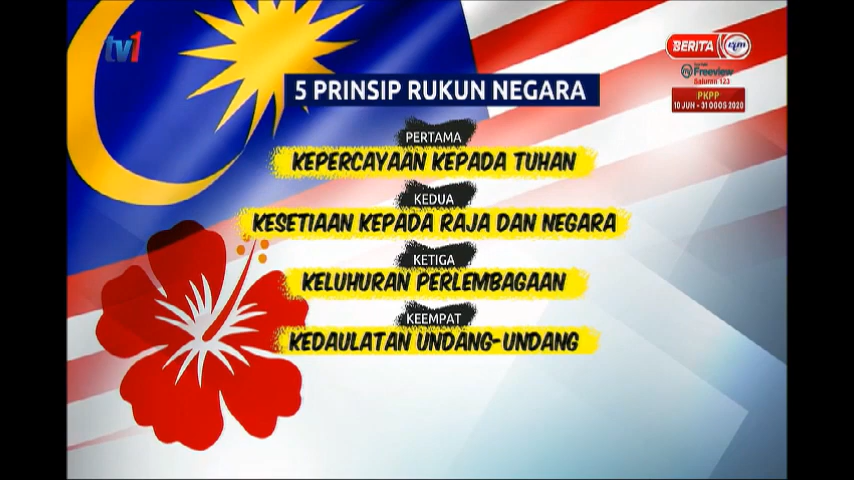 tv1
BERITA rtm
Freeview
Saluran 123
PKPP
10 JUN - 31 OGOS 2020
5 PRINSIP RUKUN NEGARA
PERTAMA
KEPERCAYAAN KEPADA TUHAN
KEDUA
KESETIAAN KEPADA RAJA DAN NEGARA
KETIGA
KELUHURAN PERLEMBAGAAN
KEEMPAT
KEDAULATAN UNDANG-UNDANG